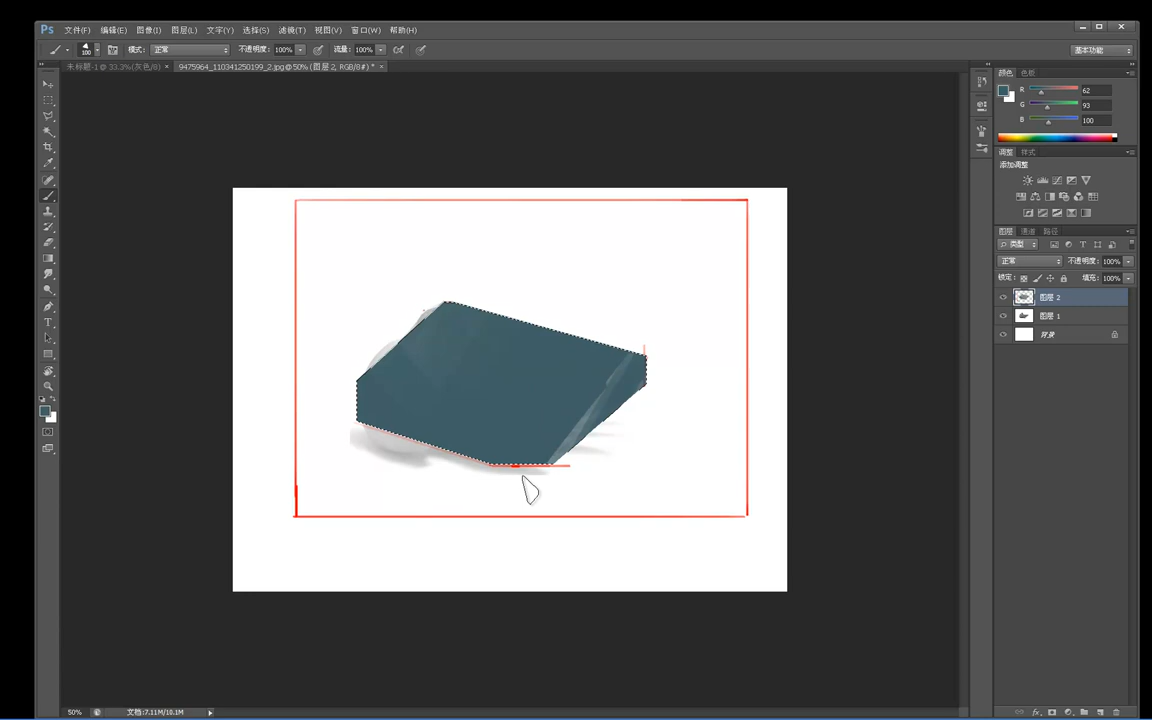 Ps 文件(F) 编辑(E) 图像(I) 图层(L) 文字(Y) 选择(S) 滤镜(T) 视图(V) 窗口(W) 帮助(H)
100 模式: 正常 不透明度: 100% 流量: 100% 基本功能
未标题-1 @ 33.3%(灰色/8) × 9475964_110341250199_2.jpg @ 50% (图层 2, RGB/8#) * ×
颜色 色板
R 62
G 93
B 100
调整 样式
添加调整
图层 通道 路径
类型
正常 不透明度: 100%
锁定: 填充: 100%
图层 2
图层 1
背景
50% 文档:7.11M/10.1M